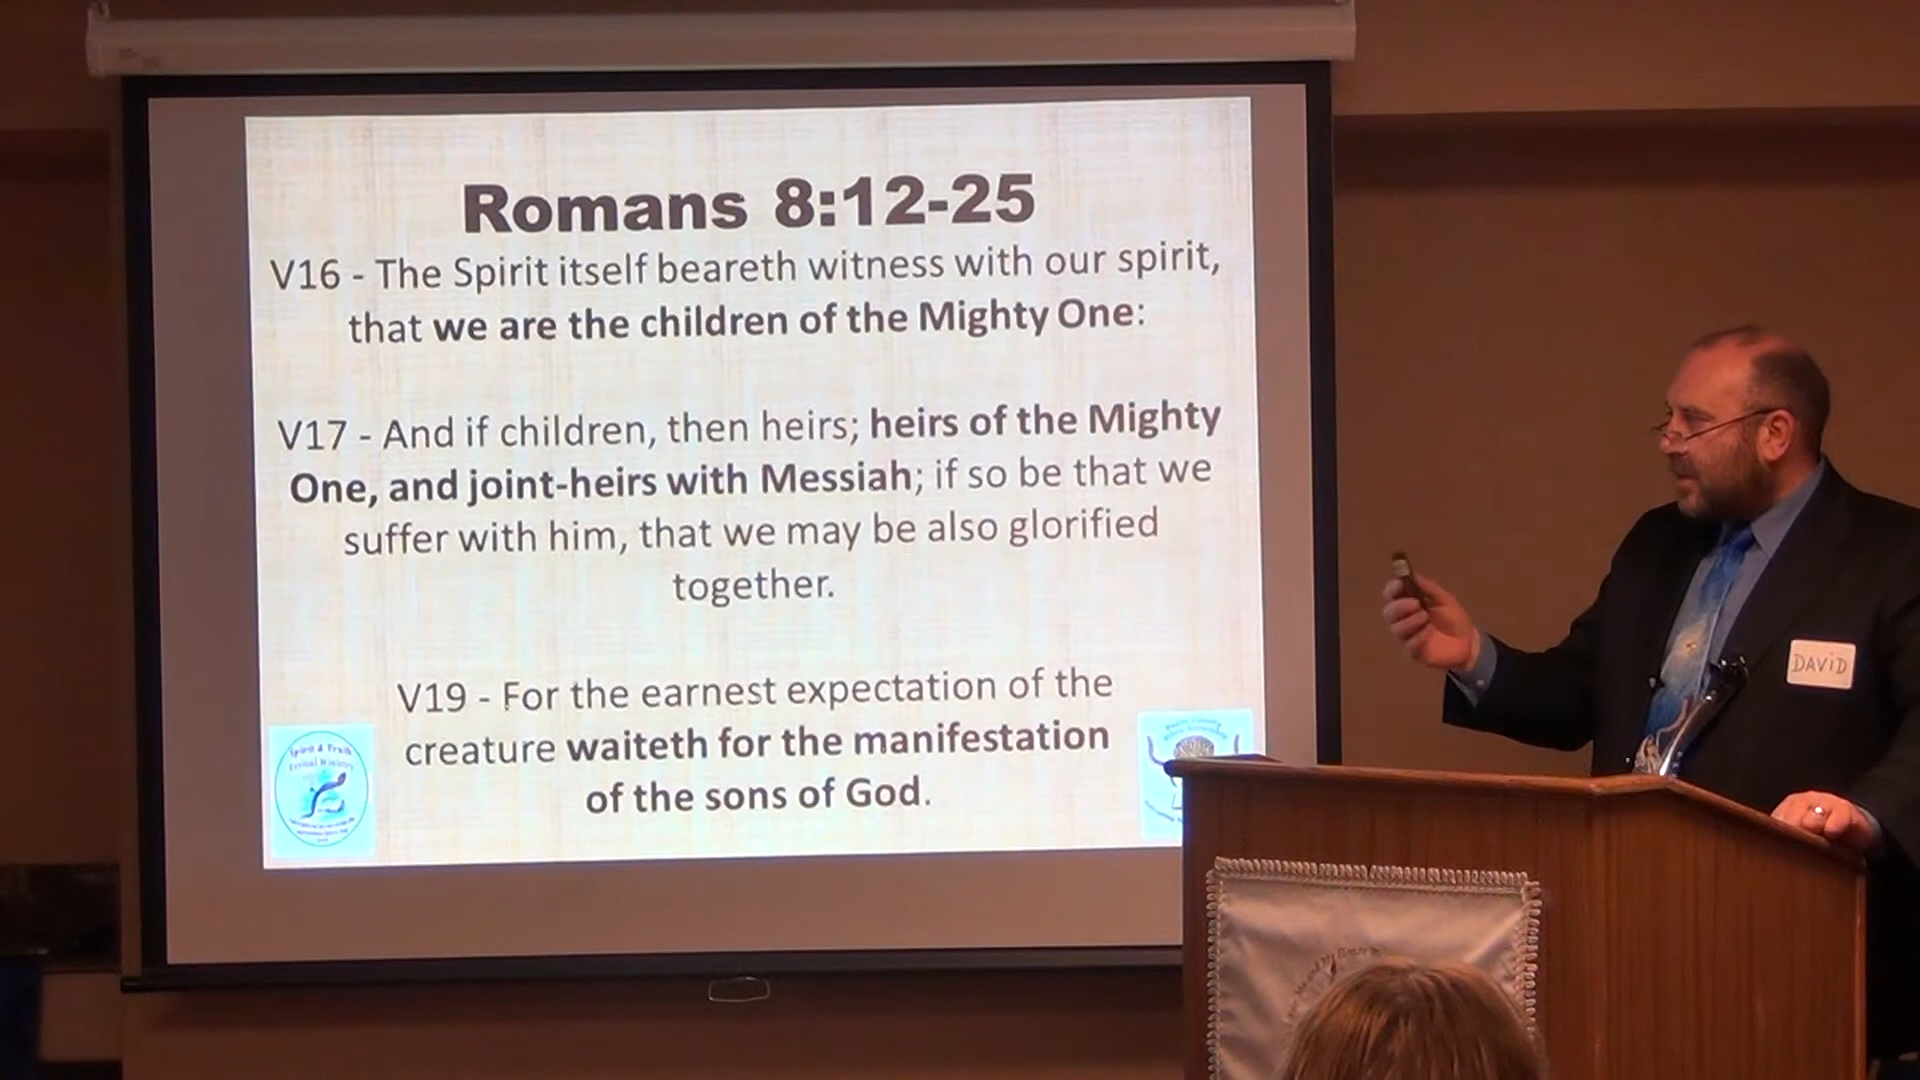 Romans 8:12-25
V16 - The Spirit itself beareth witness with our spirit,
that we are the children of the Mighty One:
V17 - And if children, then heirs; heirs of the Mighty
One, and joint-heirs with Messiah; if so be that we
suffer with him, that we may be also glorified
together.
V19 - For the earnest expectation of the
creature waiteth for the manifestation
of the sons of God.
Spirit & Truth
DAVID